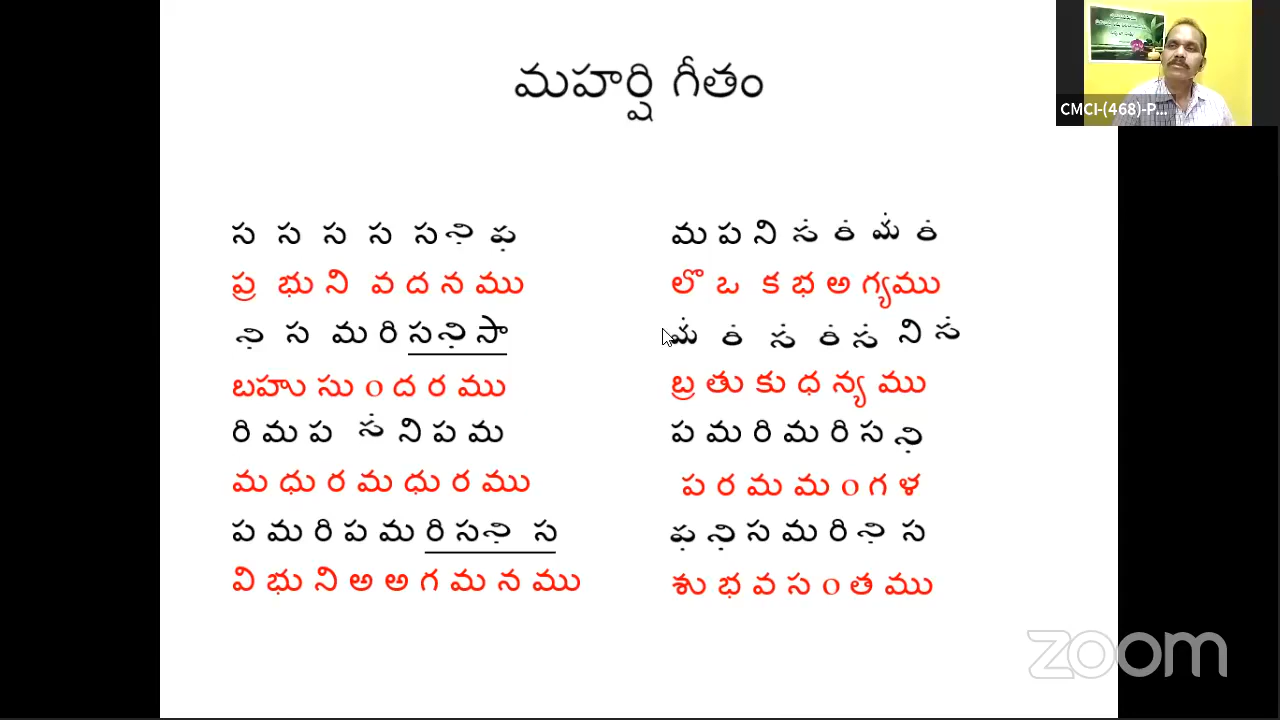 మహర్షి గీతం
స స స స స ని̣ ప̣
ప్ర భు ని వ ద న ము
ని̣ స మ రి స ని̣ సా
బహు సు ం ద ర ము
రి మ ప స̇ ని ప మ
మ ధు ర మ ధు ర ము
ప మ రి ప మ రి స ని̣ స
వి భు ని అ అ గ మ న ము
మ ప ని స̇ రి̇ మ̇ రి̇
లొ ఒ క భ అ గ్యము
మ̇ రి̇ స̇ రి̇ స̇ ని స̇
బ్ర తు కు ధ న్య ము
ప మ రి మ రి స ని̣
ప ర మ మ ం గ ళ
ప̣ ని̣ స మ రి ని̣ స
శు భ వ స ం త ము
CMCI-(468)-P...
zoom